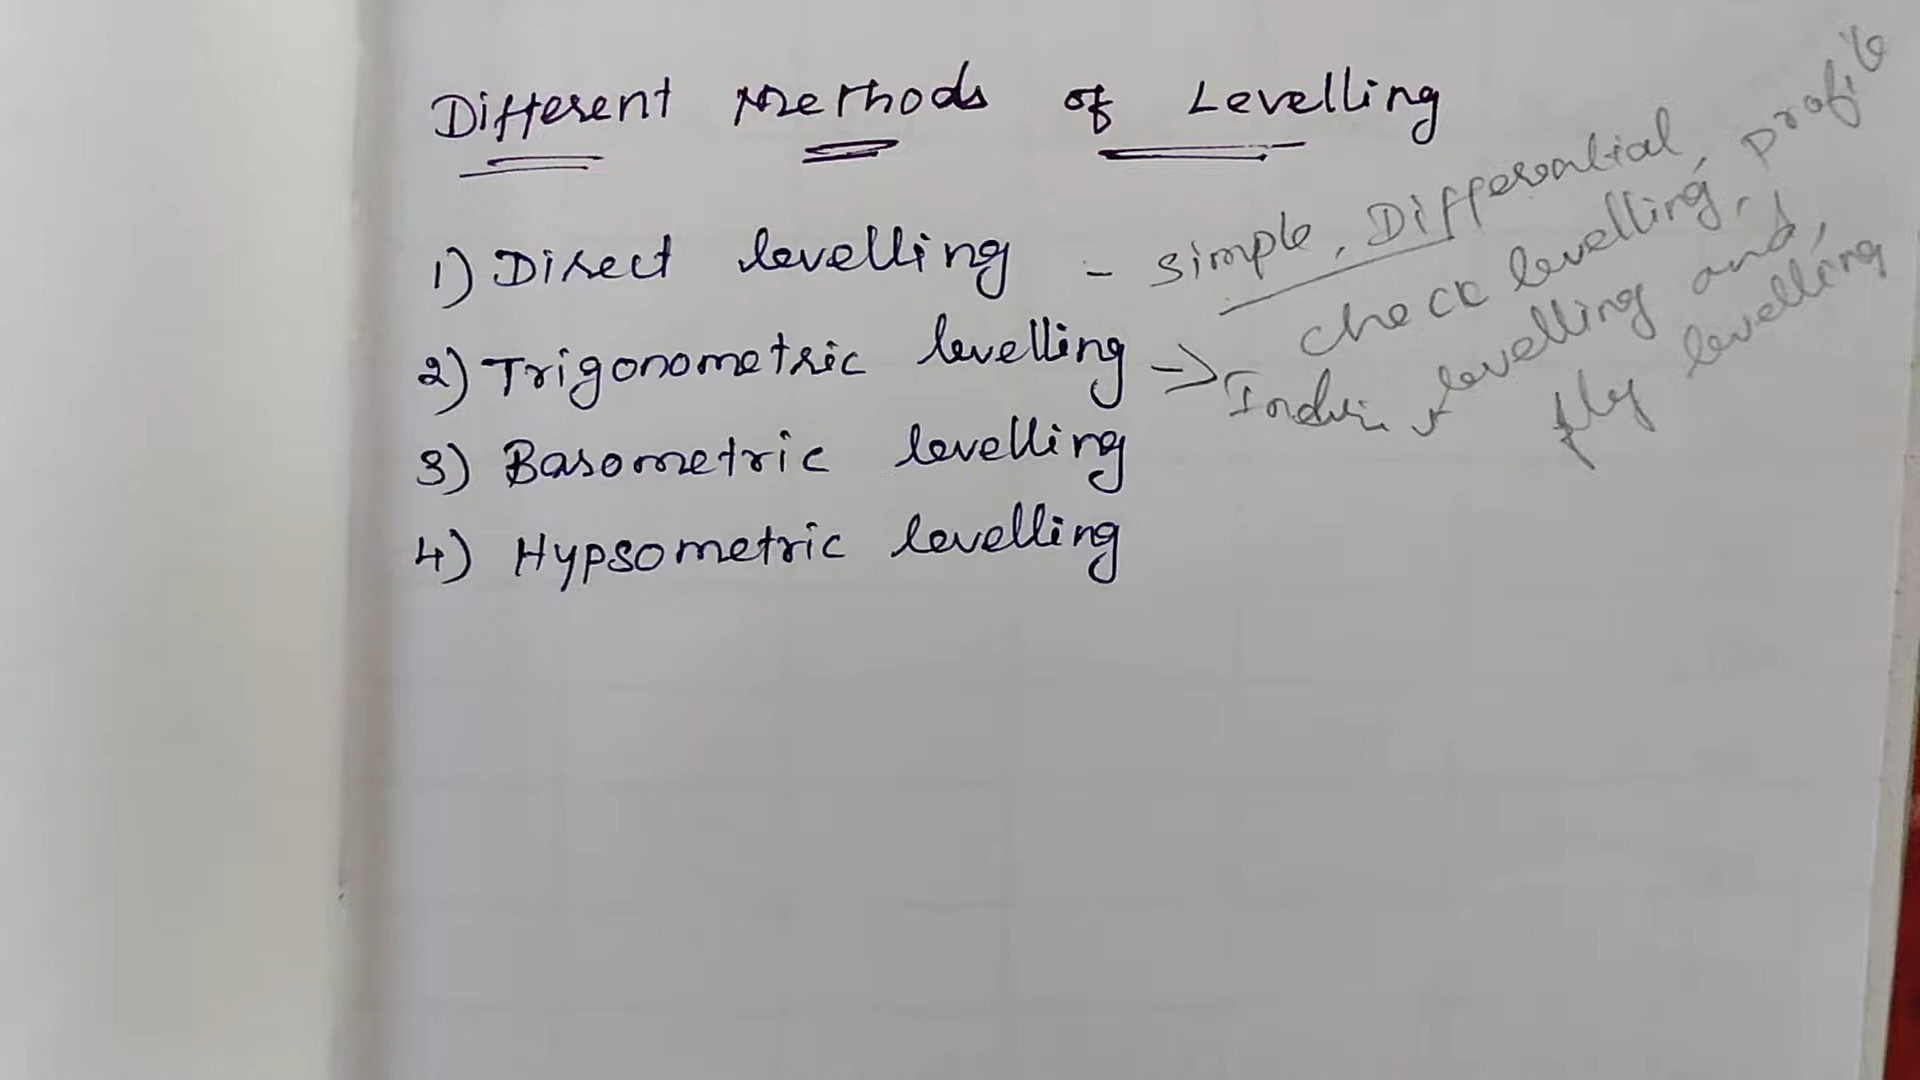 Different Methods of Levelling
1) Direct levelling - simple, Differential, profile
check levelling,
levelling and,
fly levelling
2) Trigonometric levelling ->
3) Barometric levelling
4) Hypsometric levelling